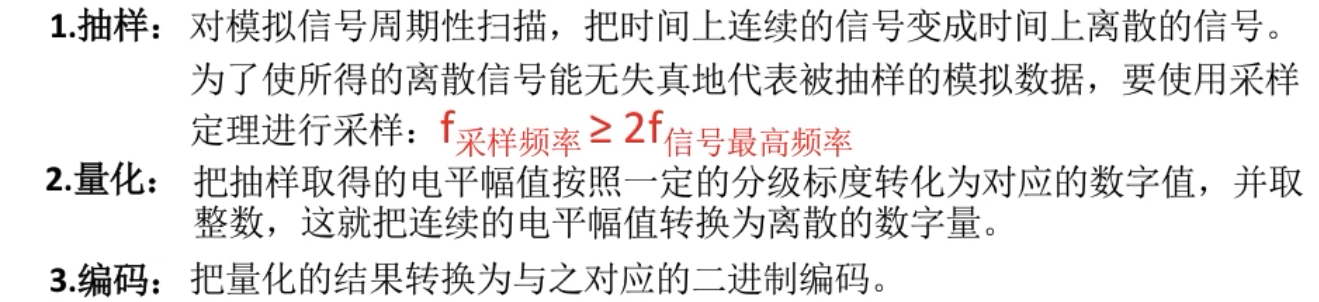 1.抽样：对模拟信号周期性扫描，把时间上连续的信号变成时间上离散的信号。
为了使所得的离散信号能无失真地代表被抽样的模拟数据，要使用采样
定理进行采样：f采样频率 ≥ 2f信号最高频率
2.量化：把抽样取得的电平幅值按照一定的分级标度转化为对应的数字值，并取
整数，这就把连续的电平幅值转换为离散的数字量。
3.编码：把量化的结果转换为与之对应的二进制编码。